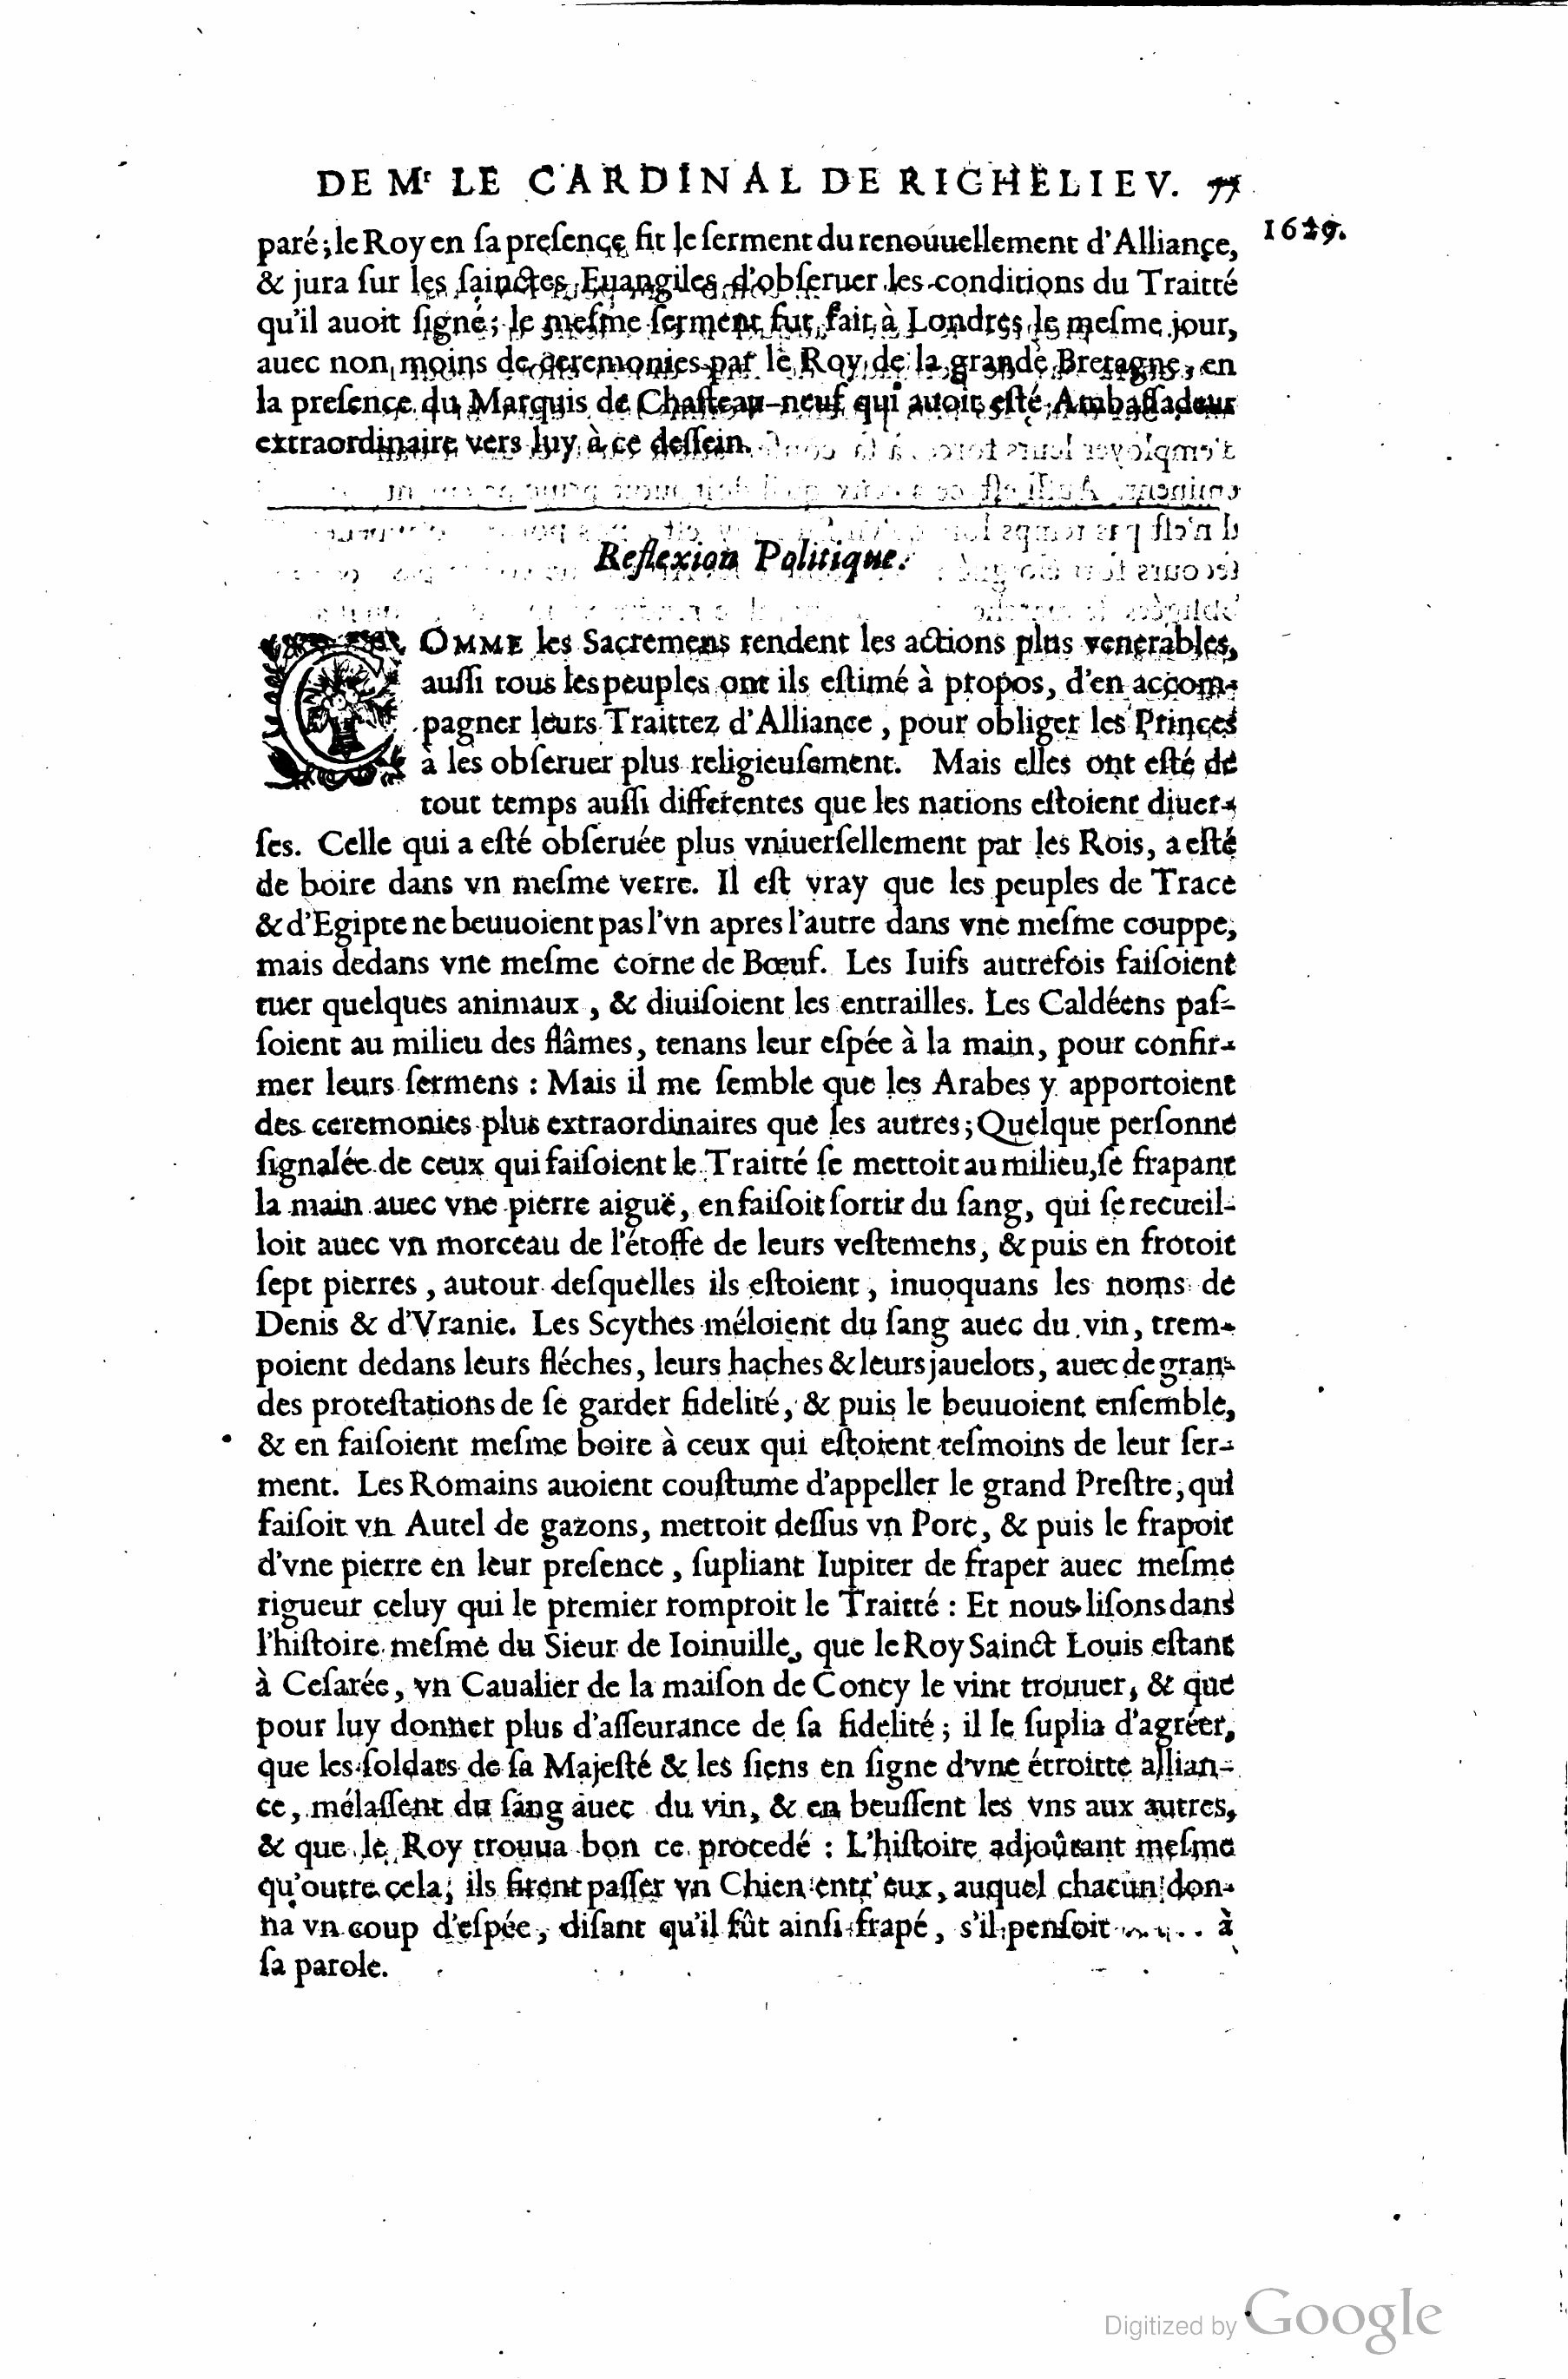 DE Mʳ LE CARDINAL DE RICHELIEV. 77
1629.
paré; le Roy en ſa preſence fit le ſerment du renouuellement d'Alliance,
& jura ſur les ſainctes Euangiles d'obſeruer les conditions du Traitté
qu'il auoit ſigné; le meſme ſerment fut fait à Londres le meſme jour,
auec non moins de ceremonies par le Roy de la grande Bretagne, en
la preſence du Marquis de Chaſteau-neuf qui auoit eſté Ambaſſadeur
extraordinaire vers luy à ce deſſein.
Reflexion Politique.
COMME les Sacremens rendent les actions plus venerables,
auſſi tous les peuples ont ils eſtimé à propos, d'en accom-
pagner leurs Traittez d'Alliance, pour obliger les Princes
à les obſeruer plus religieuſement. Mais elles ont eſté de
tout temps auſſi differentes que les nations eſtoient diuer-
ſes. Celle qui a eſté obſeruée plus vniuerſellement par les Rois, a eſté
de boire dans vn meſme verre. Il eſt vray que les peuples de Trace
& d'Egipte ne beuuoient pas l'vn apres l'autre dans vne meſme couppe;
mais dedans vne meſme corne de Bœuf. Les Iuifs autrefois faiſoient
tuer quelques animaux, & diuiſoient les entrailles. Les Caldéens paſ-
ſoient au milieu des flâmes, tenans leur eſpée à la main, pour confir-
mer leurs ſermens : Mais il me ſemble que les Arabes y apportoient
des ceremonies plus extraordinaires que les autres; Quelque perſonne
ſignalée de ceux qui faiſoient le Traitté ſe mettoit au milieu, ſe frapant
la main auec vne pierre aiguë, en faiſoit ſortir du ſang, qui ſe recueil-
loit auec vn morceau de l'étoffe de leurs veſtemens, & puis en frotoit
ſept pierres, autour deſquelles ils eſtoient, inuoquans les noms de
Denis & d'Vranie. Les Scythes méloient du ſang auec du vin, trem-
poient dedans leurs fléches, leurs haches & leurs jauelots, auec de gran-
des proteſtations de ſe garder fidelité, & puis le beuuoient enſemble,
& en faiſoient meſme boire à ceux qui eſtoient teſmoins de leur ſer-
ment. Les Romains auoient couſtume d'appeller le grand Preſtre, qui
faiſoit vn Autel de gazons, mettoit deſſus vn Porc, & puis le frapoit
d'vne pierre en leur preſence, ſupliant Iupiter de fraper auec meſme
rigueur celuy qui le premier romproit le Traitté : Et nous liſons dans
l'hiſtoire meſme du Sieur de Ioinuille, que le Roy Sainct Louis eſtant
à Ceſarée, vn Caualier de la maiſon de Concy le vint trouuer, & que
pour luy donner plus d'aſſeurance de ſa fidelité; il le ſuplia d'agréer,
que les ſoldats de ſa Majeſté & les ſiens en ſigne d'vne étroitte allian-
ce, mélaſſent du ſang auec du vin, & en beuſſent les vns aux autres,
& que le Roy trouua bon ce procedé : L'hiſtoire adjoûtant meſme
qu'outre cela, ils firent paſſer vn Chien entr'eux, auquel chacun don-
na vn coup d'eſpée, diſant qu'il fût ainſi frapé, s'il penſoit à
ſa parole.
Digitized by Google